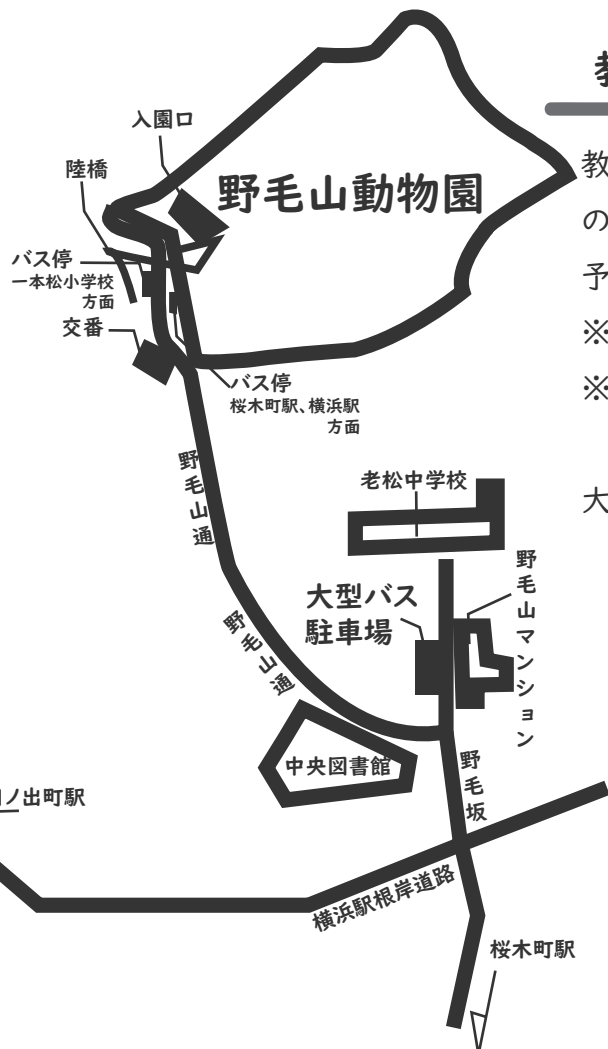 入園口
陸橋
野毛山動物園
バス停
一本松小学校
方面
交番
バス停
桜木町駅、横浜駅
方面
野毛山通
老松中学校
大型バス
駐車場
野毛山マンション
野毛山通
中央図書館
野毛坂
ノ出町駅
横浜駅根岸道路
桜木町駅
教
の
予
※
※
大